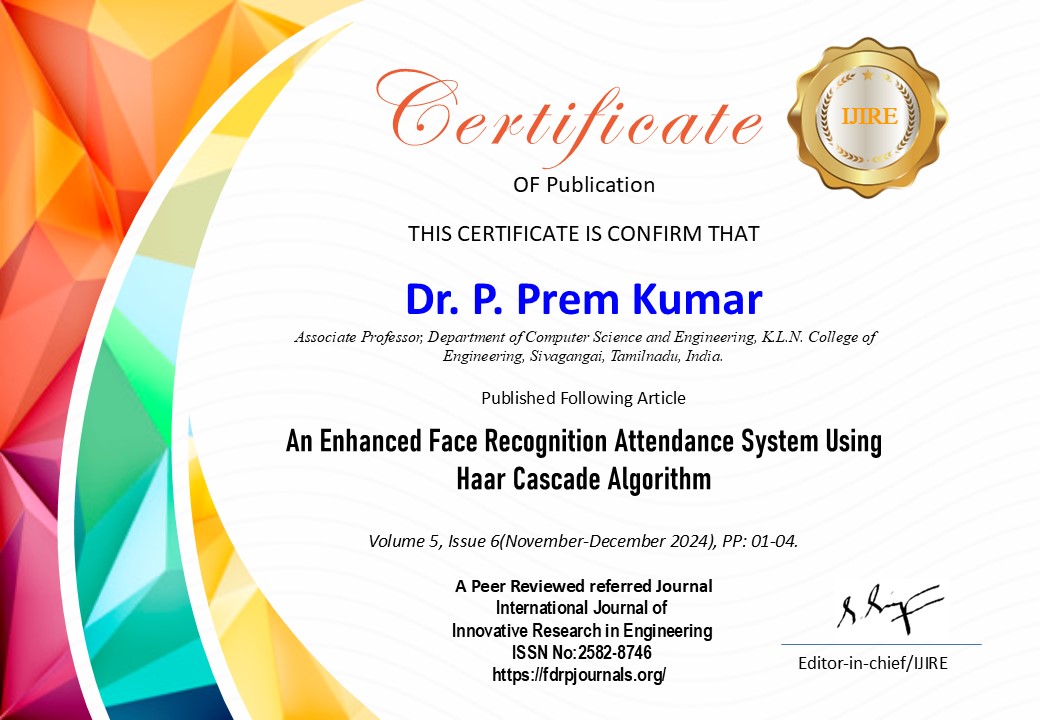 Certificate
IJIRE
OF Publication
THIS CERTIFICATE IS CONFIRM THAT
Dr. P. Prem Kumar
Associate Professor, Department of Computer Science and Engineering, K.L.N. College of
Engineering, Sivagangai, Tamilnadu, India.
Published Following Article
An Enhanced Face Recognition Attendance System Using
Haar Cascade Algorithm
Volume 5, Issue 6(November-December 2024), PP: 01-04.
A Peer Reviewed referred Journal
International Journal of
Innovative Research in Engineering
ISSN No:2582-8746
https://fdrpjournals.org/
Editor-in-chief/IJIRE